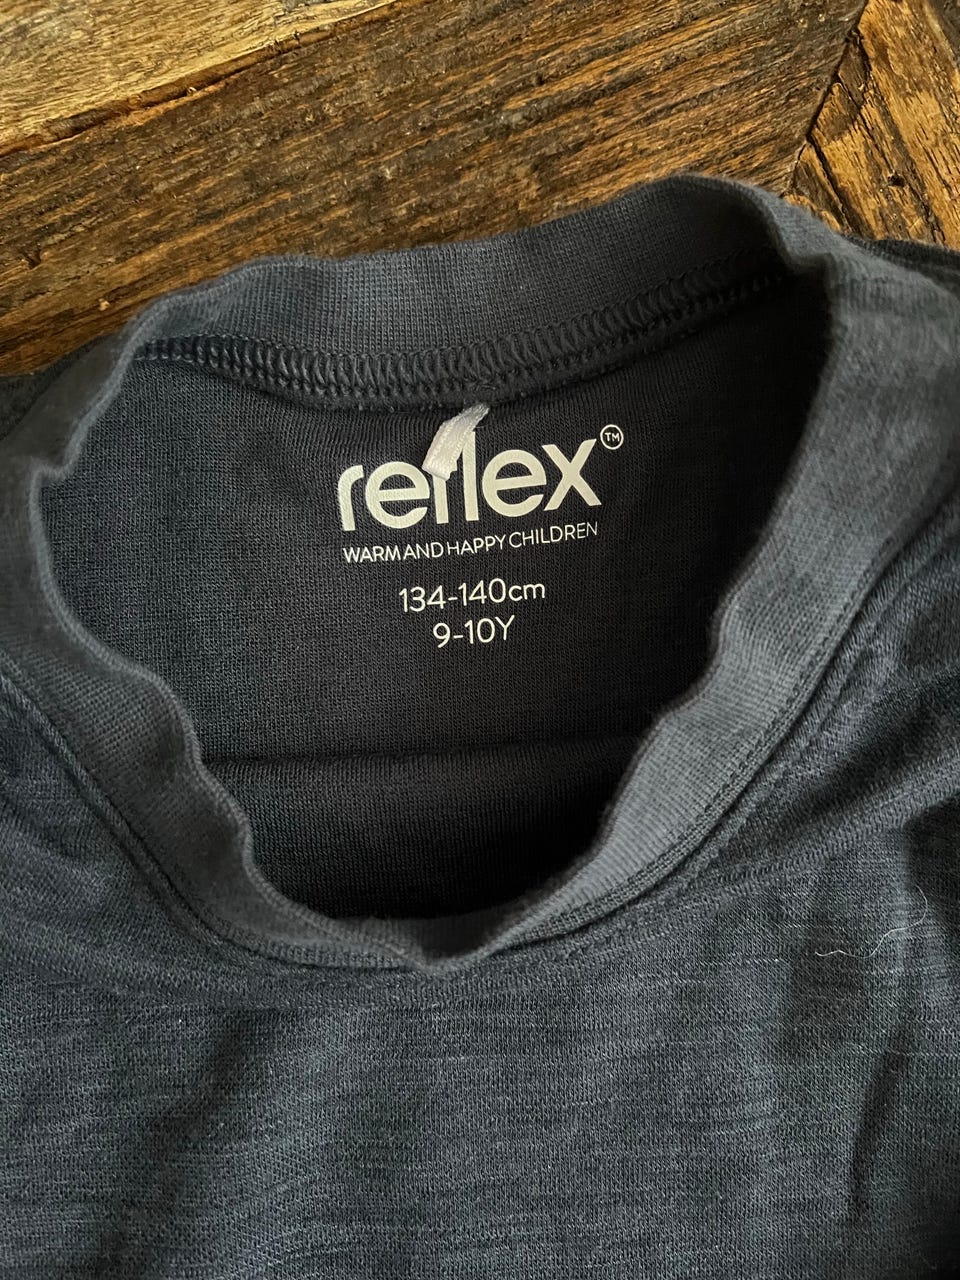 reflex™
WARM AND HAPPY CHILDREN
134-140cm
9-10Y